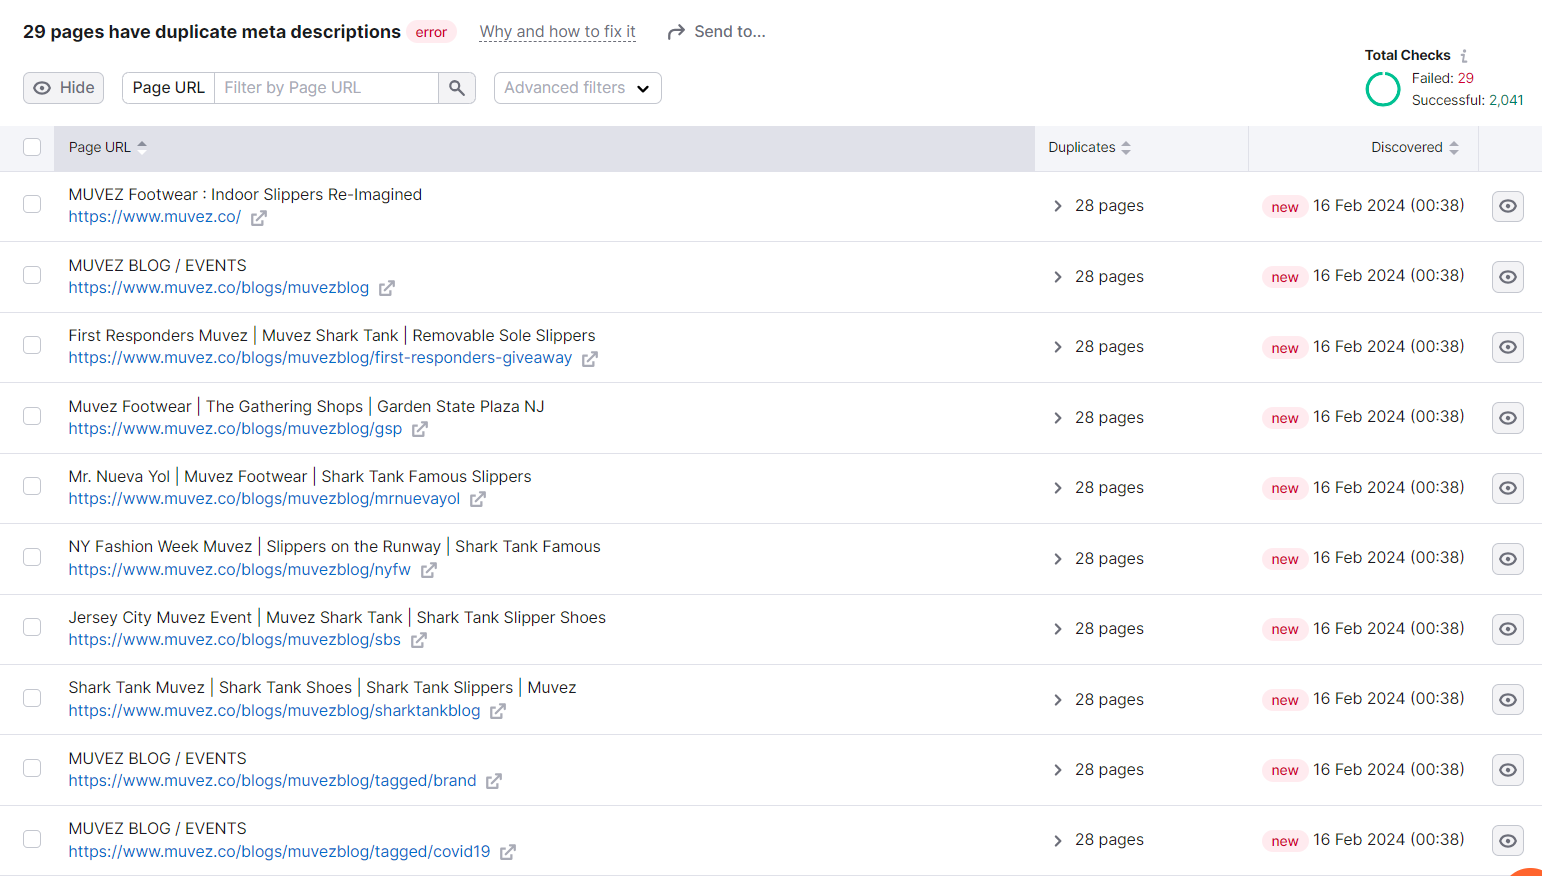 29 pages have duplicate meta descriptions error Why and how to fix it Send to...
Total Checks i
Failed: 29
Successful: 2,041
Hide Page URL Filter by Page URL Advanced filters
Page URL Duplicates Discovered
MUVEZ Footwear : Indoor Slippers Re-Imagined
https://www.muvez.co/
28 pages new 16 Feb 2024 (00:38)
MUVEZ BLOG / EVENTS
https://www.muvez.co/blogs/muvezblog
28 pages new 16 Feb 2024 (00:38)
First Responders Muvez | Muvez Shark Tank | Removable Sole Slippers
https://www.muvez.co/blogs/muvezblog/first-responders-giveaway
28 pages new 16 Feb 2024 (00:38)
Muvez Footwear | The Gathering Shops | Garden State Plaza NJ
https://www.muvez.co/blogs/muvezblog/gsp
28 pages new 16 Feb 2024 (00:38)
Mr. Nueva Yol | Muvez Footwear | Shark Tank Famous Slippers
https://www.muvez.co/blogs/muvezblog/mrnuevayol
28 pages new 16 Feb 2024 (00:38)
NY Fashion Week Muvez | Slippers on the Runway | Shark Tank Famous
https://www.muvez.co/blogs/muvezblog/nyfw
28 pages new 16 Feb 2024 (00:38)
Jersey City Muvez Event | Muvez Shark Tank | Shark Tank Slipper Shoes
https://www.muvez.co/blogs/muvezblog/sbs
28 pages new 16 Feb 2024 (00:38)
Shark Tank Muvez | Shark Tank Shoes | Shark Tank Slippers | Muvez
https://www.muvez.co/blogs/muvezblog/sharktankblog
28 pages new 16 Feb 2024 (00:38)
MUVEZ BLOG / EVENTS
https://www.muvez.co/blogs/muvezblog/tagged/brand
28 pages new 16 Feb 2024 (00:38)
MUVEZ BLOG / EVENTS
https://www.muvez.co/blogs/muvezblog/tagged/covid19
28 pages new 16 Feb 2024 (00:38)